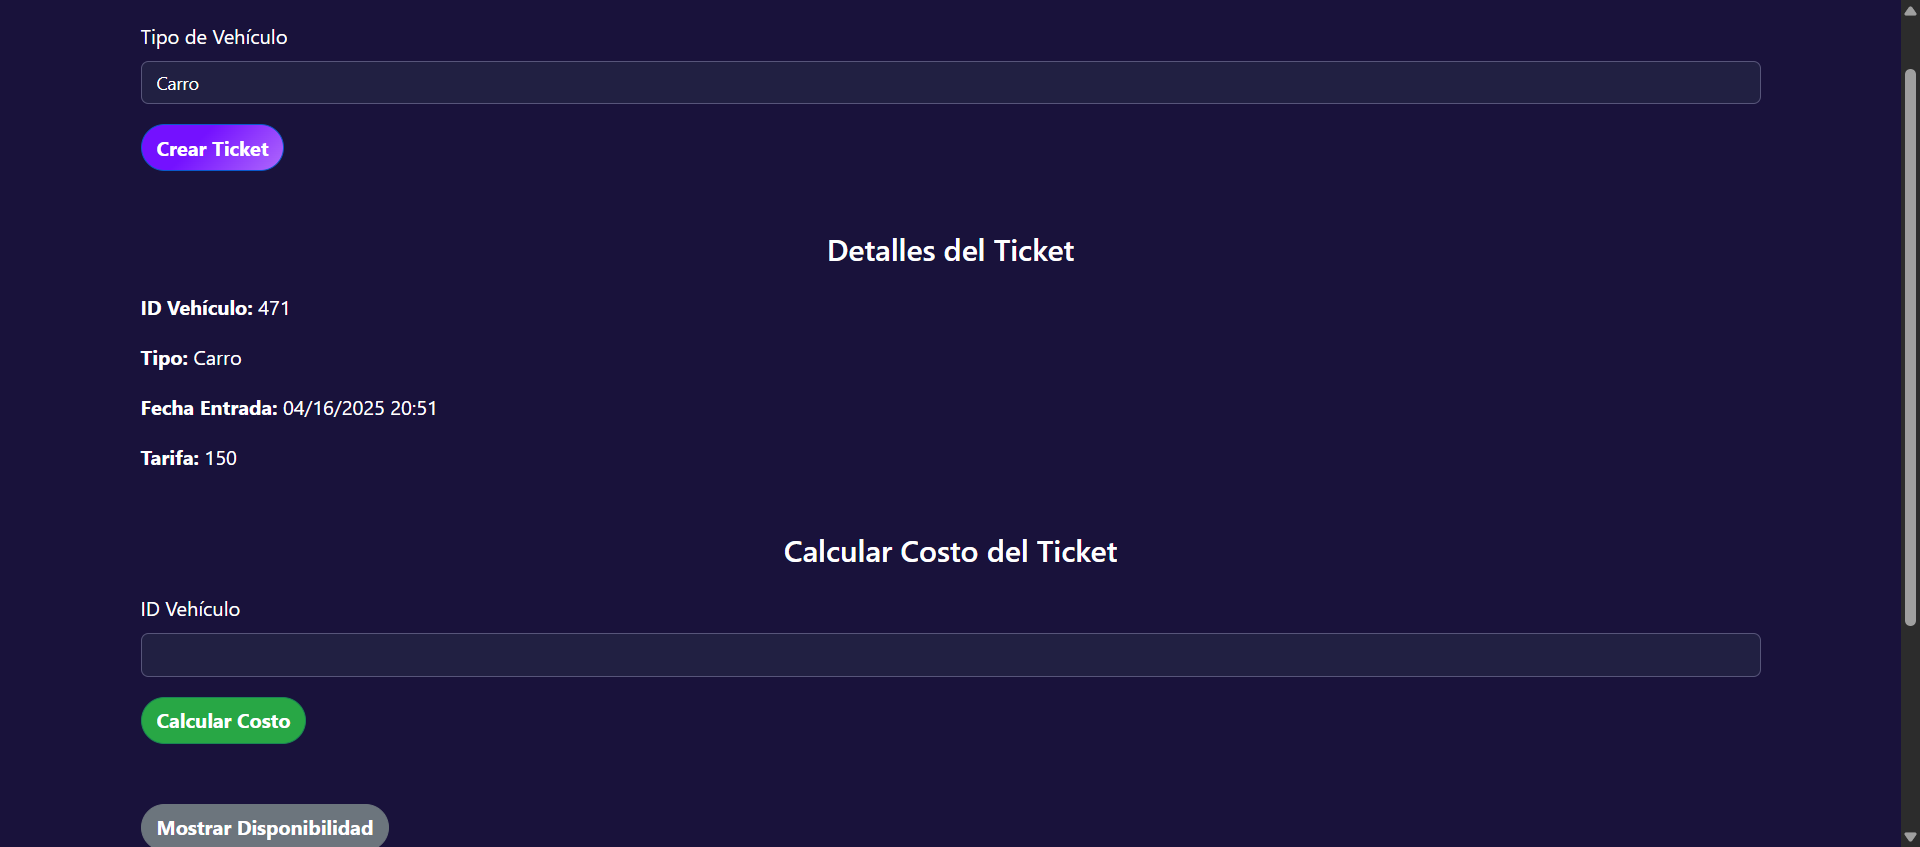 Tipo de Vehículo
Carro
Crear Ticket
Detalles del Ticket
ID Vehículo: 471
Tipo: Carro
Fecha Entrada: 04/16/2025 20:51
Tarifa: 150
Calcular Costo del Ticket
ID Vehículo
Calcular Costo
Mostrar Disponibilidad